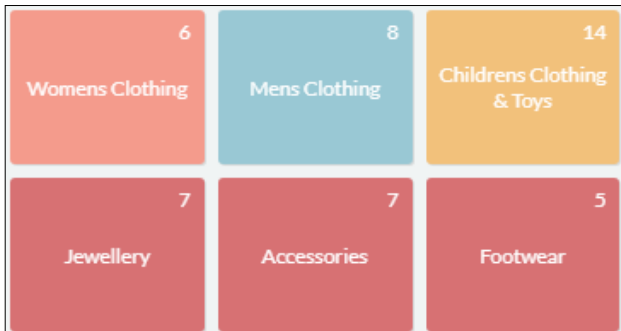 6
Womens Clothing
8
Mens Clothing
14
Childrens Clothing
& Toys
7
Jewellery
7
Accessories
5
Footwear